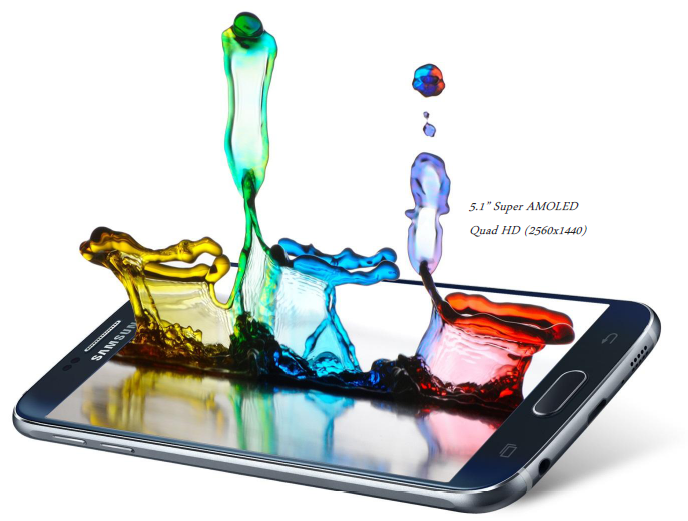 5.1” Super AMOLED
Quad HD (2560x1440)
SAMSUNG